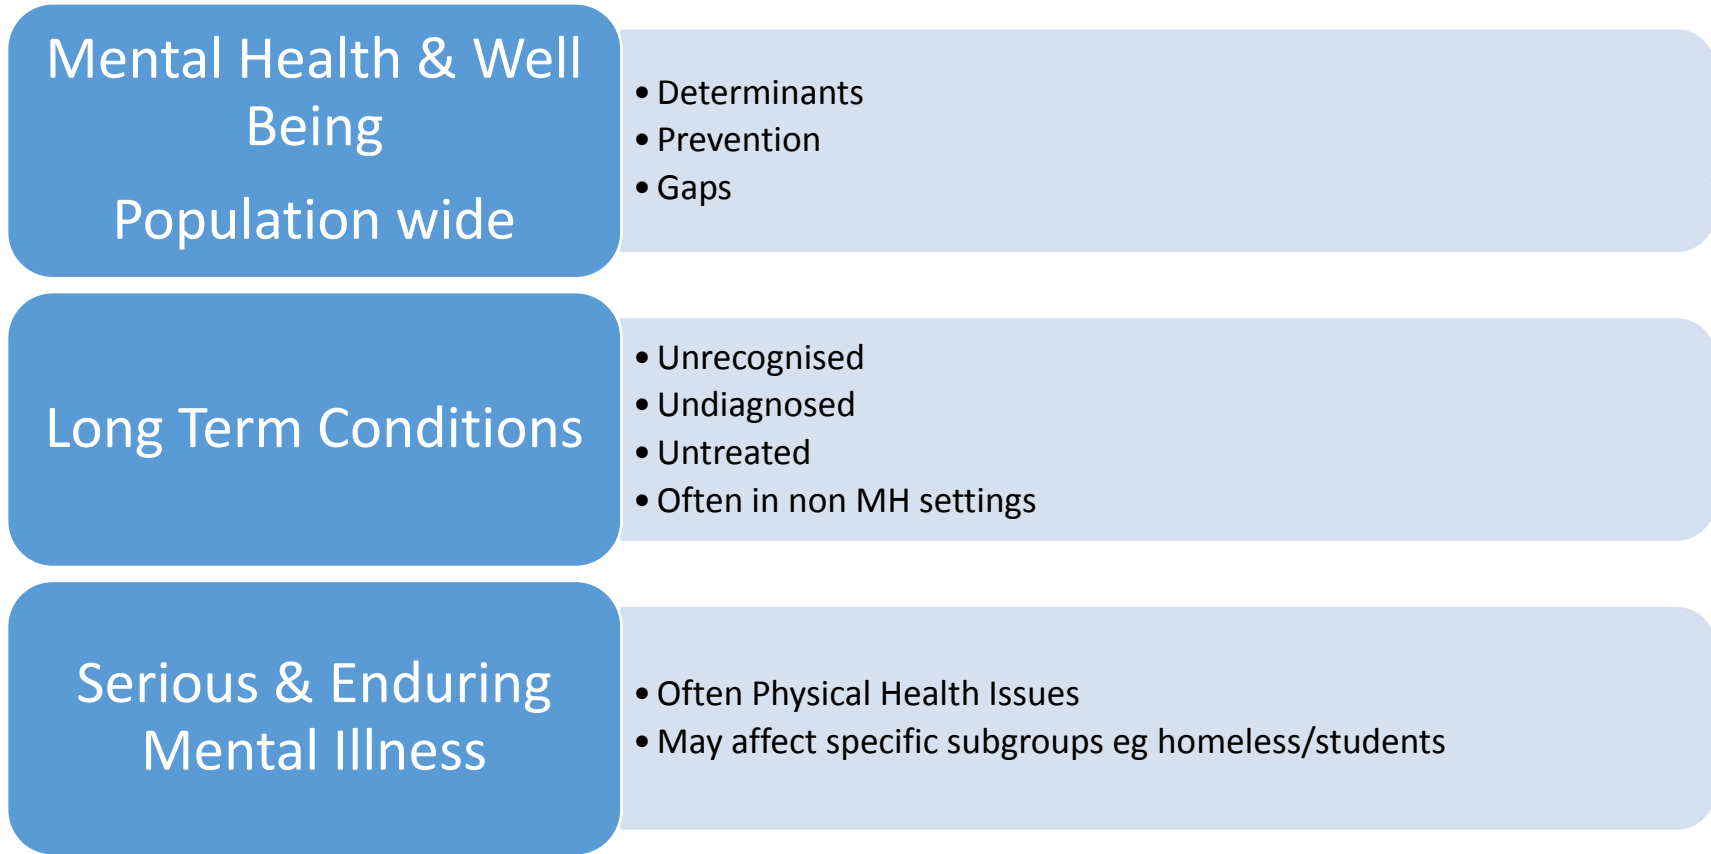 Mental Health & Well
Being
Population wide
• Determinants
• Prevention
• Gaps
Long Term Conditions
• Unrecognised
• Undiagnosed
• Untreated
• Often in non MH settings
Serious & Enduring
Mental Illness
• Often Physical Health Issues
• May affect specific subgroups eg homeless/students